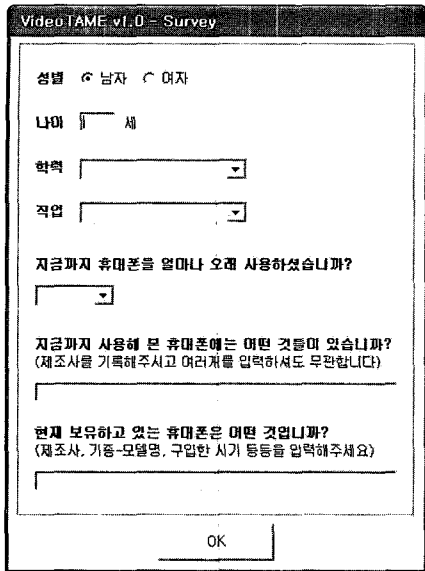 VideoTAME v1.0 - Survey
성별 남자 여자
나이 세
학력
직업
지금까지 휴대폰을 얼마나 오래 사용하셨습니까?
지금까지 사용해 본 휴대폰에는 어떤 것들이 있습니까?
(제조사를 기록해주시고 여러개를 입력하셔도 무관합니다)
현재 보유하고 있는 휴대폰은 어떤 것입니까?
(제조사, 기종-모델명, 구입한 시기 등등을 입력해주세요)
OK